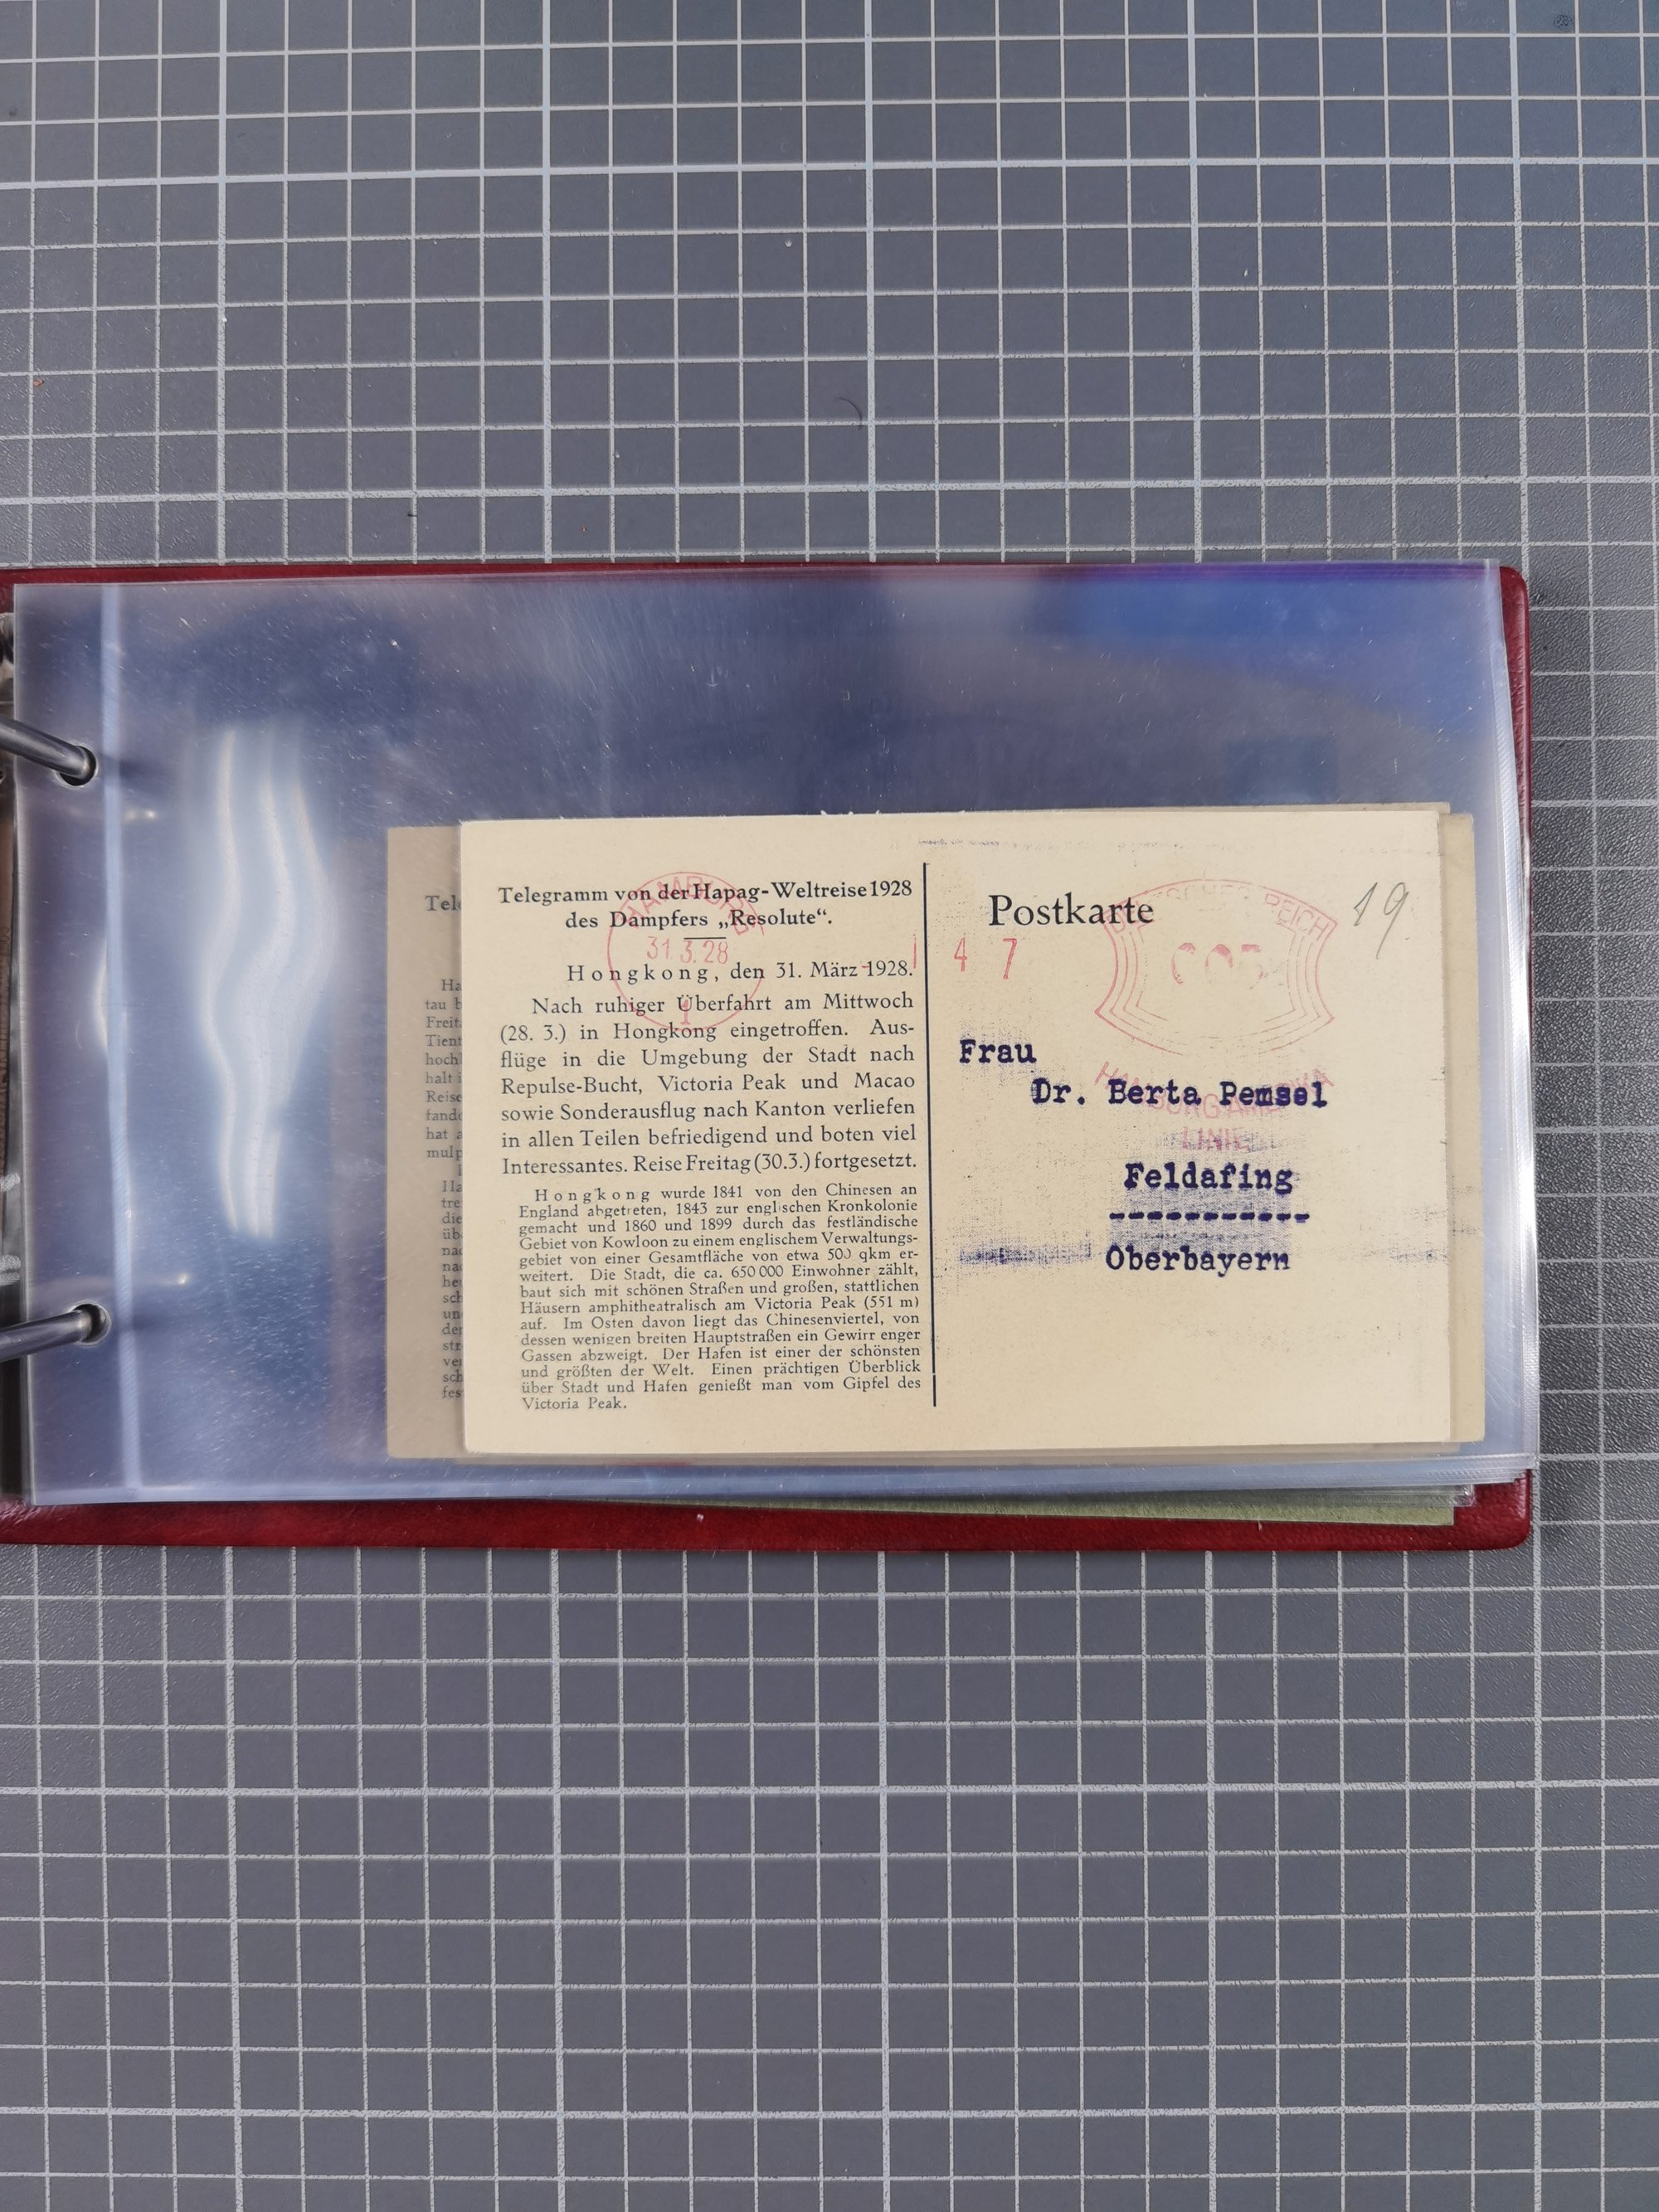 Telegramm von der Hapag-Weltreise 1928
des Dampfers „Resolute“.
Hongkong, den 31. März 1928.
Nach ruhiger Überfahrt am Mittwoch
(28. 3.) in Hongkong eingetroffen. Aus-
flüge in die Umgebung der Stadt nach
Repulse-Bucht, Victoria Peak und Macao
sowie Sonderausflug nach Kanton verliefen
in allen Teilen befriedigend und boten viel
Interessantes. Reise Freitag (30.3.) fortgesetzt.
Hongkong wurde 1841 von den Chinesen an
England abgetreten, 1843 zur englischen Kronkolonie
gemacht und 1860 und 1899 durch das festländische
Gebiet von Kowloon zu einem englischem Verwaltungs-
gebiet von einer Gesamtfläche von etwa 500 qkm er-
weitert. Die Stadt, die ca. 650 000 Einwohner zählt,
baut sich mit schönen Straßen und großen, stattlichen
Häusern amphitheatralisch am Victoria Peak (551 m)
auf. Im Osten davon liegt das Chinesenviertel, von
dessen wenigen breiten Hauptstraßen ein Gewirr enger
Gassen abzweigt. Der Hafen ist einer der schönsten
und größten der Welt. Einen prächtigen Überblick
über Stadt und Hafen genießt man vom Gipfel des
Victoria Peak.
HAMBURG
31.3.28
1
Postkarte
19.
4 7
DEUTSCHES REICH
005
HAMBURG-AMERIKA
LINIE
Frau
Dr. Berta Pemsel
Feldafing
-----------
Oberbayern